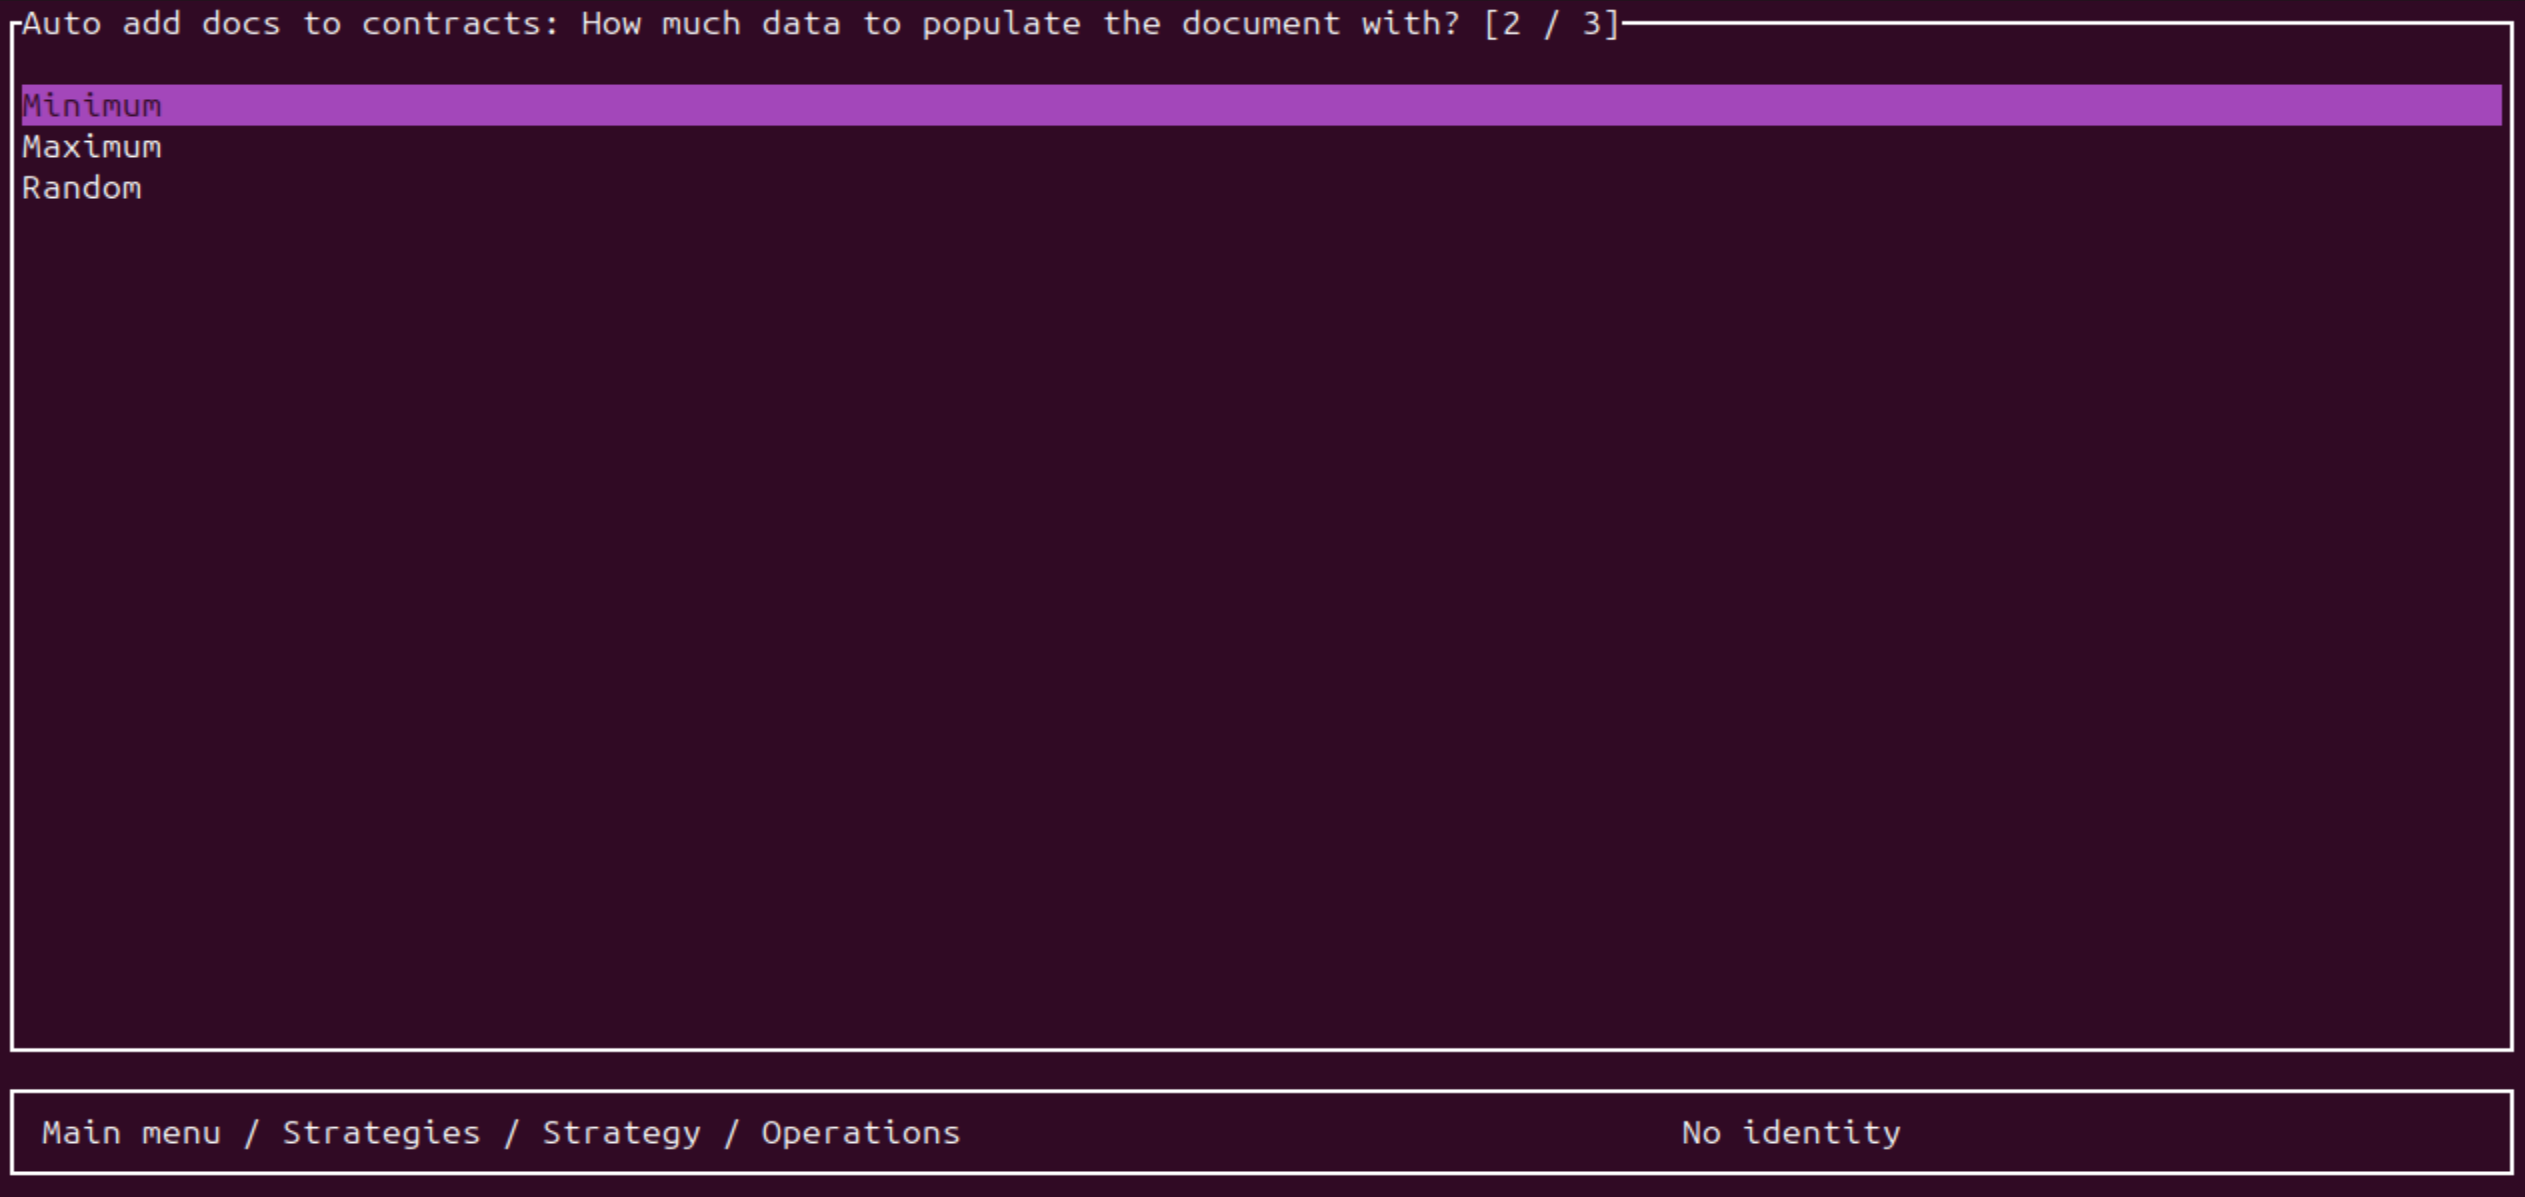 Auto add docs to contracts: How much data to populate the document with? [2 / 3]
Minimum
Maximum
Random
Main menu / Strategies / Strategy / Operations
No identity